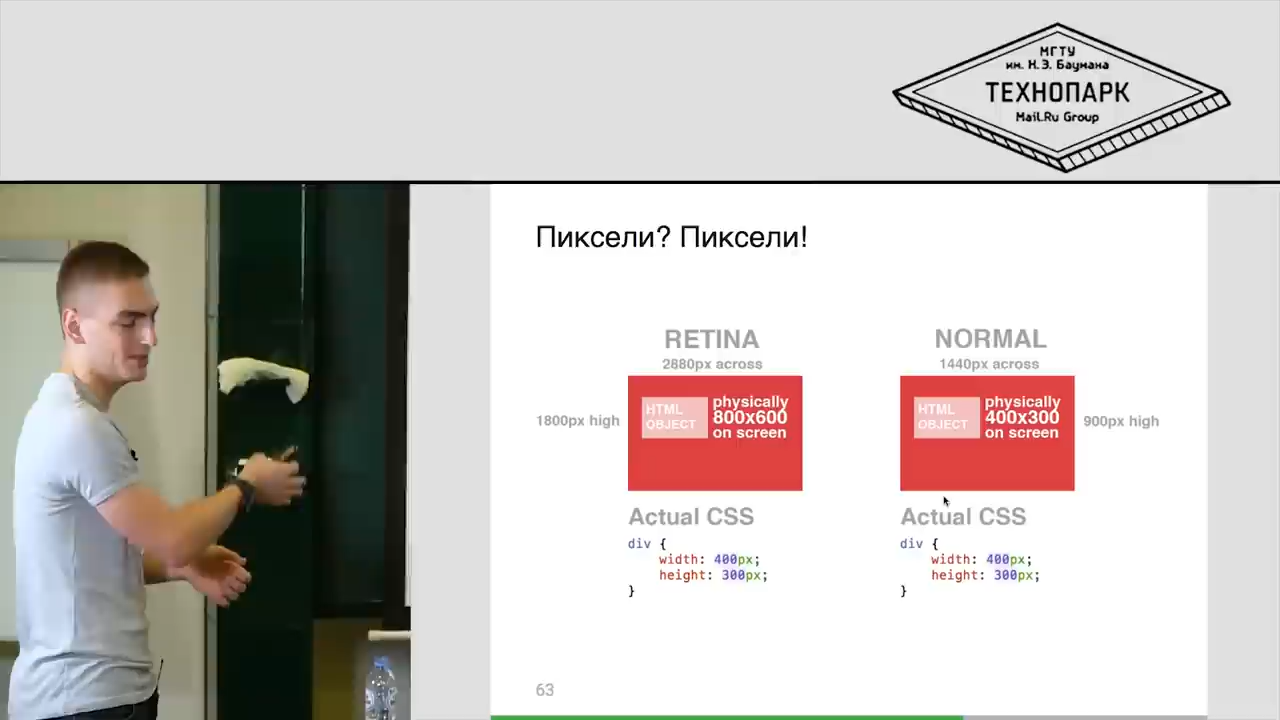 МГТУ
им. Н.Э. Баумана
ТЕХНОПАРК
Mail.Ru Group
Пиксели? Пиксели!
RETINA
2880px across
1800px high
HTML
OBJECT
physically
800x600
on screen
Actual CSS
div {
width: 400px;
height: 300px;
}
NORMAL
1440px across
HTML
OBJECT
physically
400x300
on screen
900px high
Actual CSS
div {
width: 400px;
height: 300px;
}
63